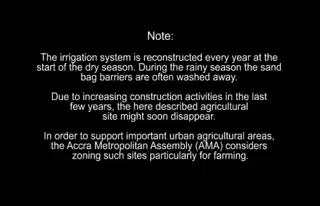 Note:
The irrigation system is reconstructed every year at the
start of the dry season. During the rainy season the sand
bag barriers are often washed away.
Due to increasing construction activities in the last
few years, the here described agricultural
site might soon disappear.
In order to support important urban agricultural areas,
the Accra Metropolitan Assembly (AMA) considers
zoning such sites particularly for farming.